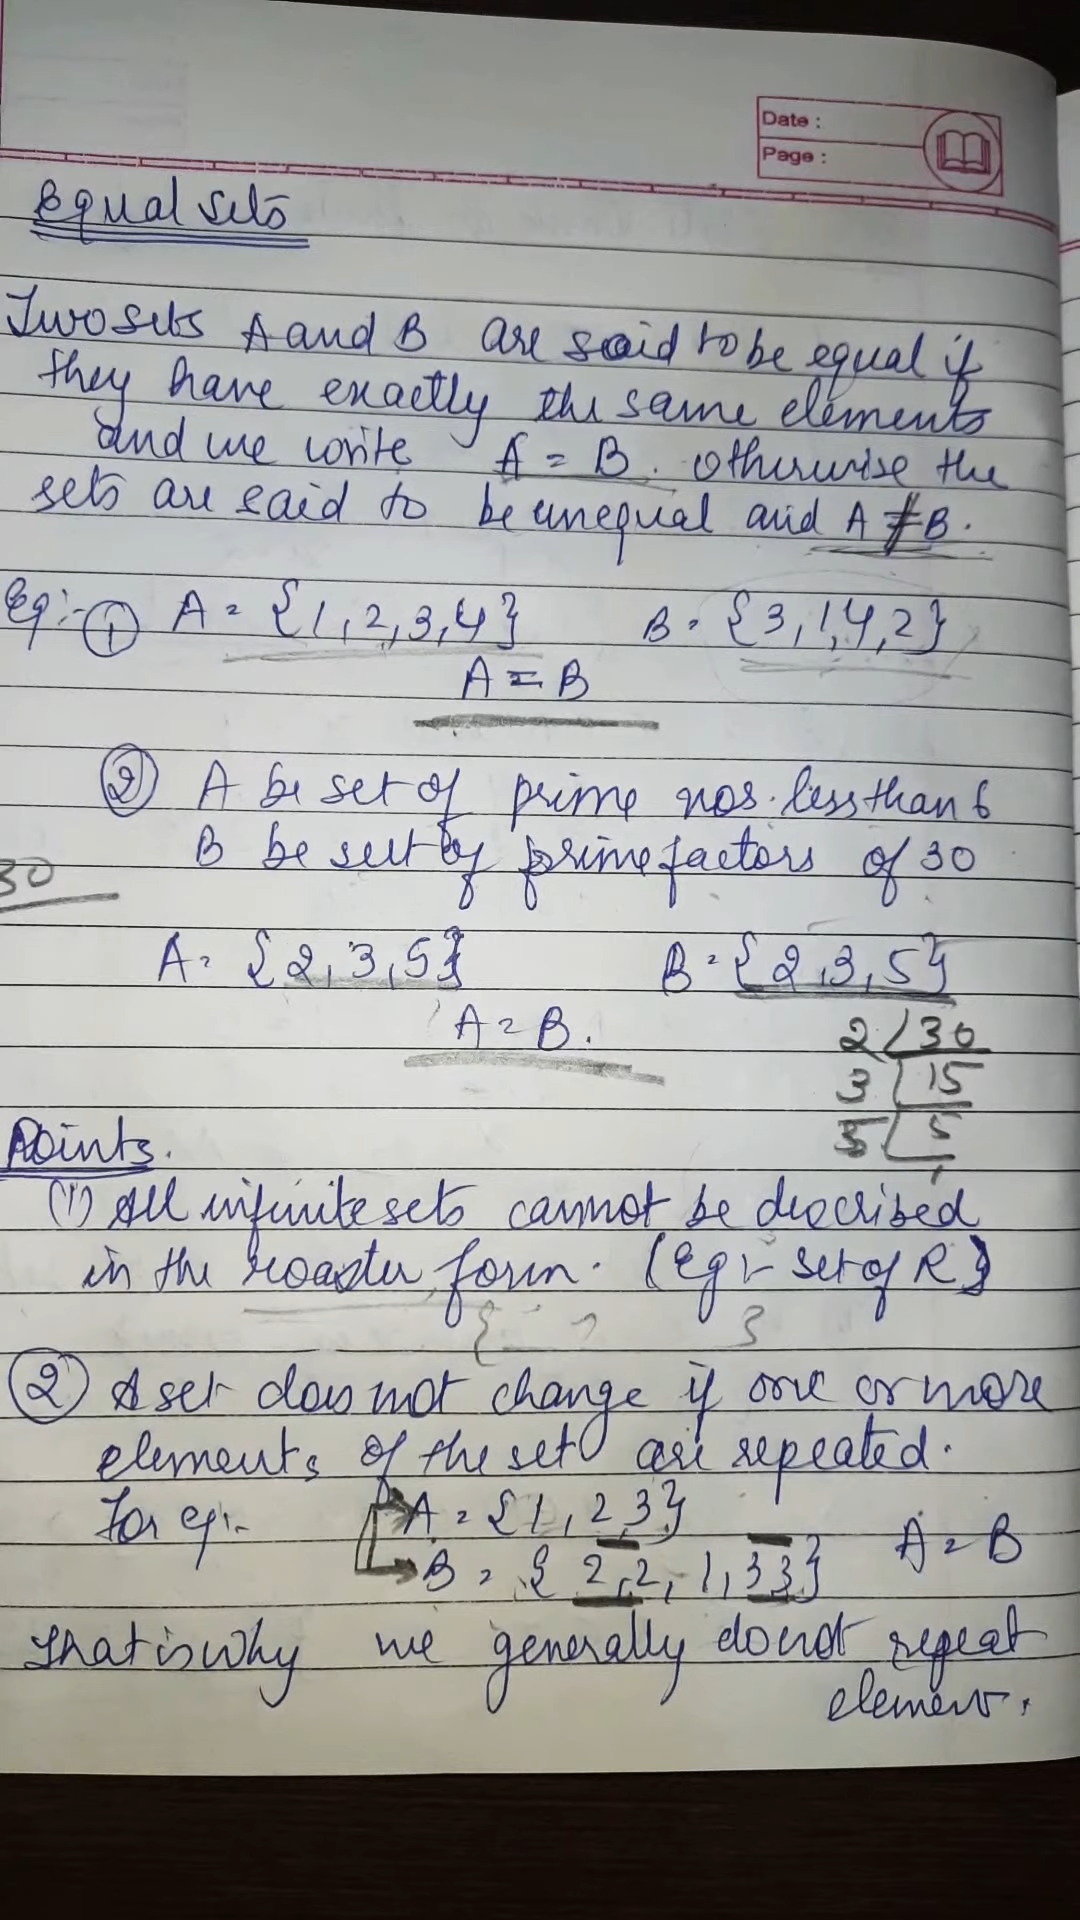 Date :
Page :
Equal sets
Two sets A and B are said to be equal if
they have exactly the same elements
and we write A = B. otherwise the
sets are said to be unequal and A ≠ B.
Eg:- ① A = {1,2,3,4} B = {3,1,4,2}
A = B
② A be set of prime nos. less than 6
B be set of prime factors of 30
30
A = {2,3,5} B = {2,3,5}
A = B.
2 30
3 15
5 5
1
Points.
(1) All infinite sets cannot be described
in the roaster form. (Eg:- set of R}
{ }
② A set does not change if one or more
elements of the set are repeated.
For eg:- A = {1, 2,3}
B = { 2,2, 1,3,3} A = B
That is why we generally do not repeat
element.